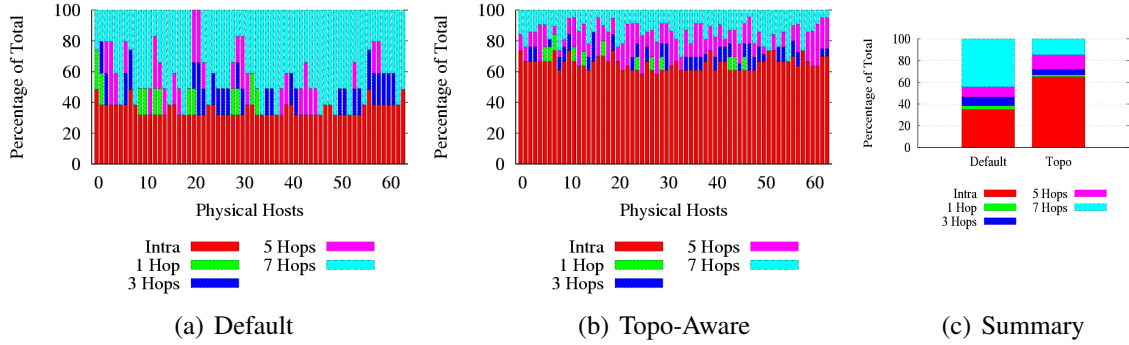 Percentage of Total
100
80
60
40
20
0
0 10 20 30 40 50 60
Physical Hosts
Intra
1 Hop
3 Hops
5 Hops
7 Hops
(a) Default
Percentage of Total
100
80
60
40
20
0
0 10 20 30 40 50 60
Physical Hosts
Intra
1 Hop
3 Hops
5 Hops
7 Hops
(b) Topo-Aware
Percentage of Total
100
80
60
40
20
0
Default Topo
Intra
1 Hop
3 Hops
5 Hops
7 Hops
(c) Summary